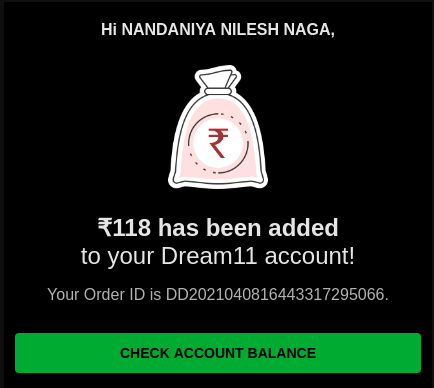 Hi NANDANIYA NILESH NAGA,
₹
₹118 has been added
to your Dream11 account!
Your Order ID is DD2021040816443317295066.
CHECK ACCOUNT BALANCE